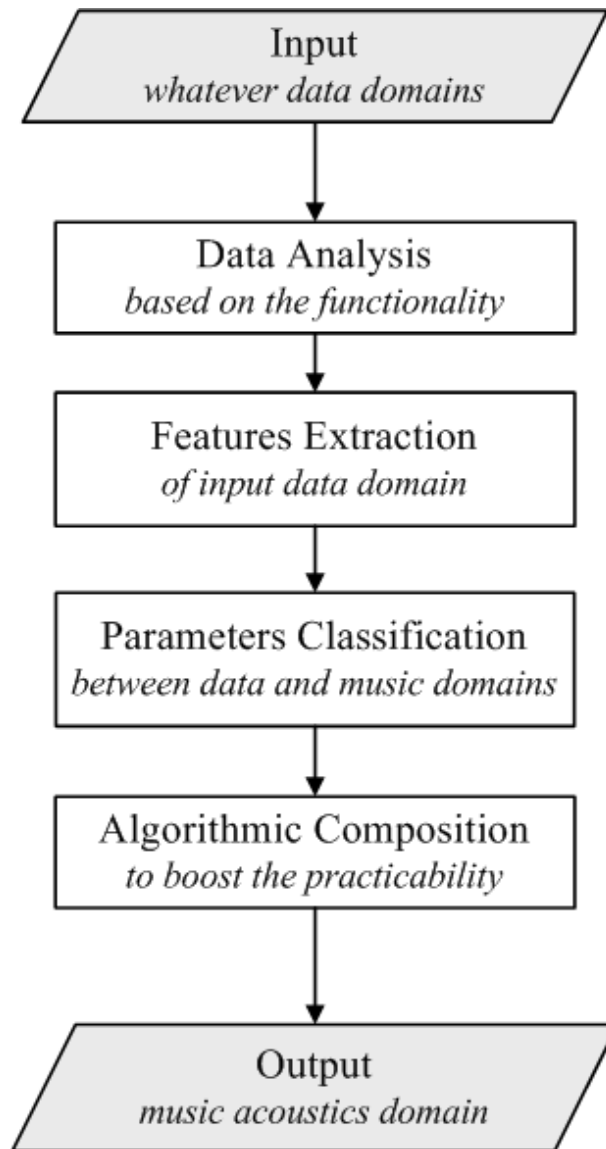 Input
whatever data domains
Data Analysis
based on the functionality
Features Extraction
of input data domain
Parameters Classification
between data and music domains
Algorithmic Composition
to boost the practicability
Output
music acoustics domain